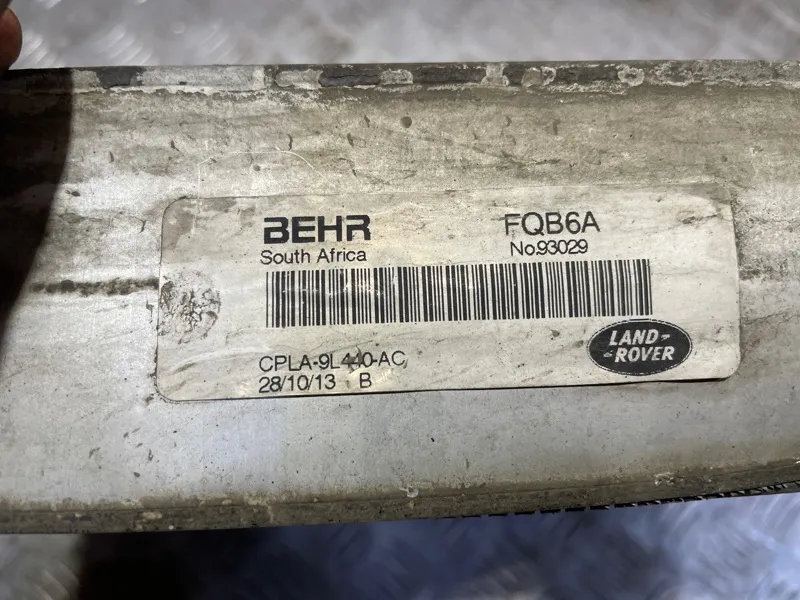 BEHR
South Africa
FQB6A
No.93029
CPLA-9L440-AC
28/10/13 B
LAND-
-ROVER